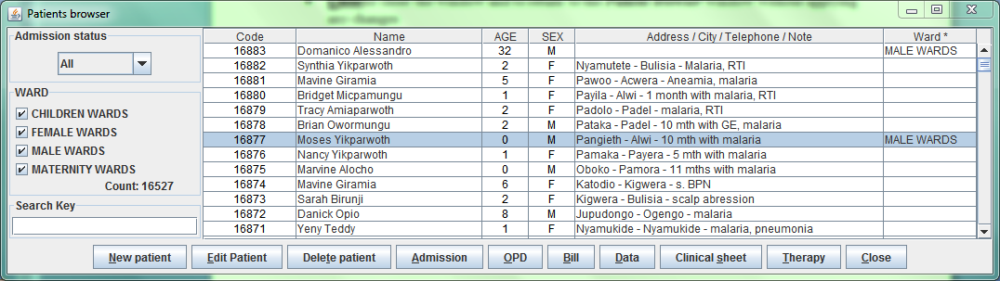 any changes
Patients browser
Admission status
All
WARD
CHILDREN WARDS
FEMALE WARDS
MALE WARDS
MATERNITY WARDS
Count: 16527
Search Key
Code Name AGE SEX Address / City / Telephone / Note Ward *
16883 Domanico Alessandro 32 M MALE WARDS
16882 Synthia Yikparwoth 2 F Nyamutete - Bulisia - Malaria, RTI
16881 Mavine Giramia 5 F Pawoo - Acwera - Aneamia, malaria
16880 Bridget Micpamungu 1 F Payila - Alwi - 1 month with malaria, RTI
16879 Tracy Amiaparwoth 2 F Padolo - Padel - malaria, RTI
16878 Brian Owormungu 2 M Pataka - Padel - 10 mth with GE, malaria
16877 Moses Yikparwoth 0 M Pangieth - Alwi - 10 mth with malaria MALE WARDS
16876 Nancy Yikparwoth 1 F Pamaka - Payera - 5 mth with malaria
16875 Marvine Alocho 0 M Oboko - Pamora - 11 mths with malaria
16874 Mavine Giramia 6 F Katodio - Kigwera - s. BPN
16873 Sarah Birunji 2 F Kigwera - Bulisia - scalp abression
16872 Danick Opio 8 M Jupudongo - Ogengo - malaria
16871 Yeny Teddy 1 F Nyamukide - Nyamukide - malaria, pneumonia
New patient Edit Patient Delete patient Admission OPD Bill Data Clinical sheet Therapy Close